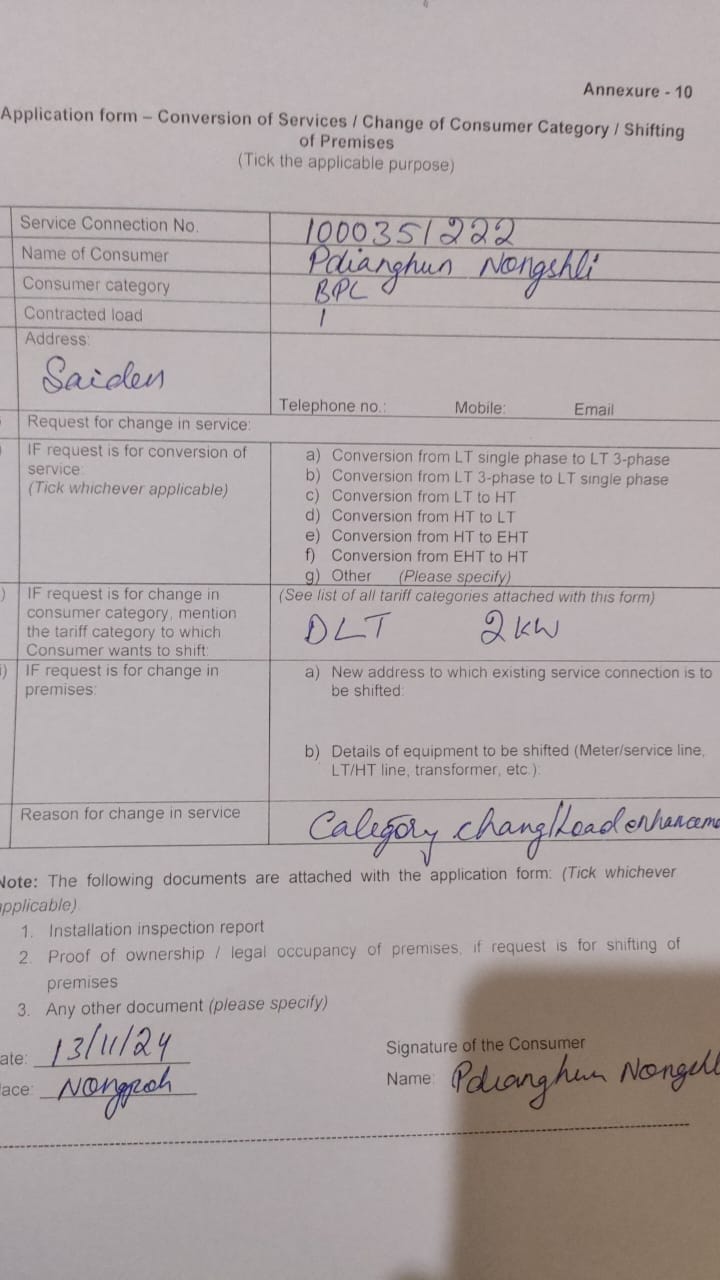 Annexure - 10
Application form – Conversion of Services / Change of Consumer Category / Shifting
of Premises
(Tick the applicable purpose)
Service Connection No. 1000351222
Name of Consumer Pdianghun Nongshli
Consumer category BPL
Contracted load 1
Address:
Saiden
Telephone no.: Mobile: Email
Request for change in service:
IF request is for conversion of
service:
(Tick whichever applicable)
a) Conversion from LT single phase to LT 3-phase
b) Conversion from LT 3-phase to LT single phase
c) Conversion from LT to HT
d) Conversion from HT to LT
e) Conversion from HT to EHT
f) Conversion from EHT to HT
g) Other (Please specify)
) IF request is for change in
consumer category, mention
the tariff category to which
Consumer wants to shift:
(See list of all tariff categories attached with this form)
DLT 2 KW
i) IF request is for change in
premises:
a) New address to which existing service connection is to
be shifted:
b) Details of equipment to be shifted (Meter/service line,
LT/HT line, transformer, etc.):
Reason for change in service Category chang/Load enhancem
Note: The following documents are attached with the application form: (Tick whichever
applicable)
1. Installation inspection report
2. Proof of ownership / legal occupancy of premises, if request is for shifting of
premises
3. Any other document (please specify)
ate: 13/11/24
lace: Nongpoh
Signature of the Consumer
Name: Pdianghun